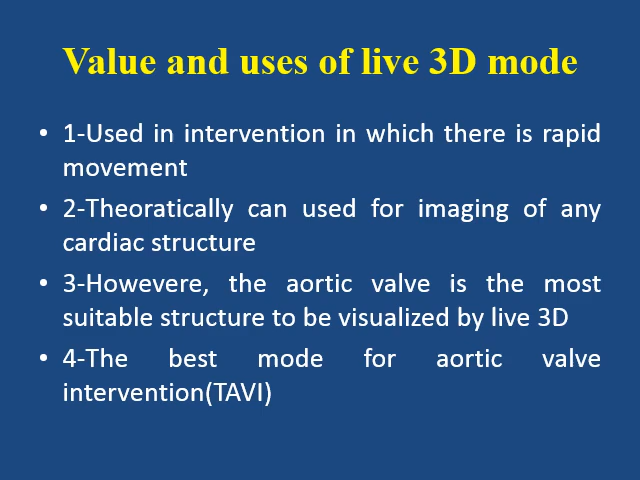 Value and uses of live 3D mode
• 1-Used in intervention in which there is rapid
movement
• 2-Theoratically can used for imaging of any
cardiac structure
• 3-Howevere, the aortic valve is the most
suitable structure to be visualized by live 3D
• 4-The best mode for aortic valve
intervention(TAVI)